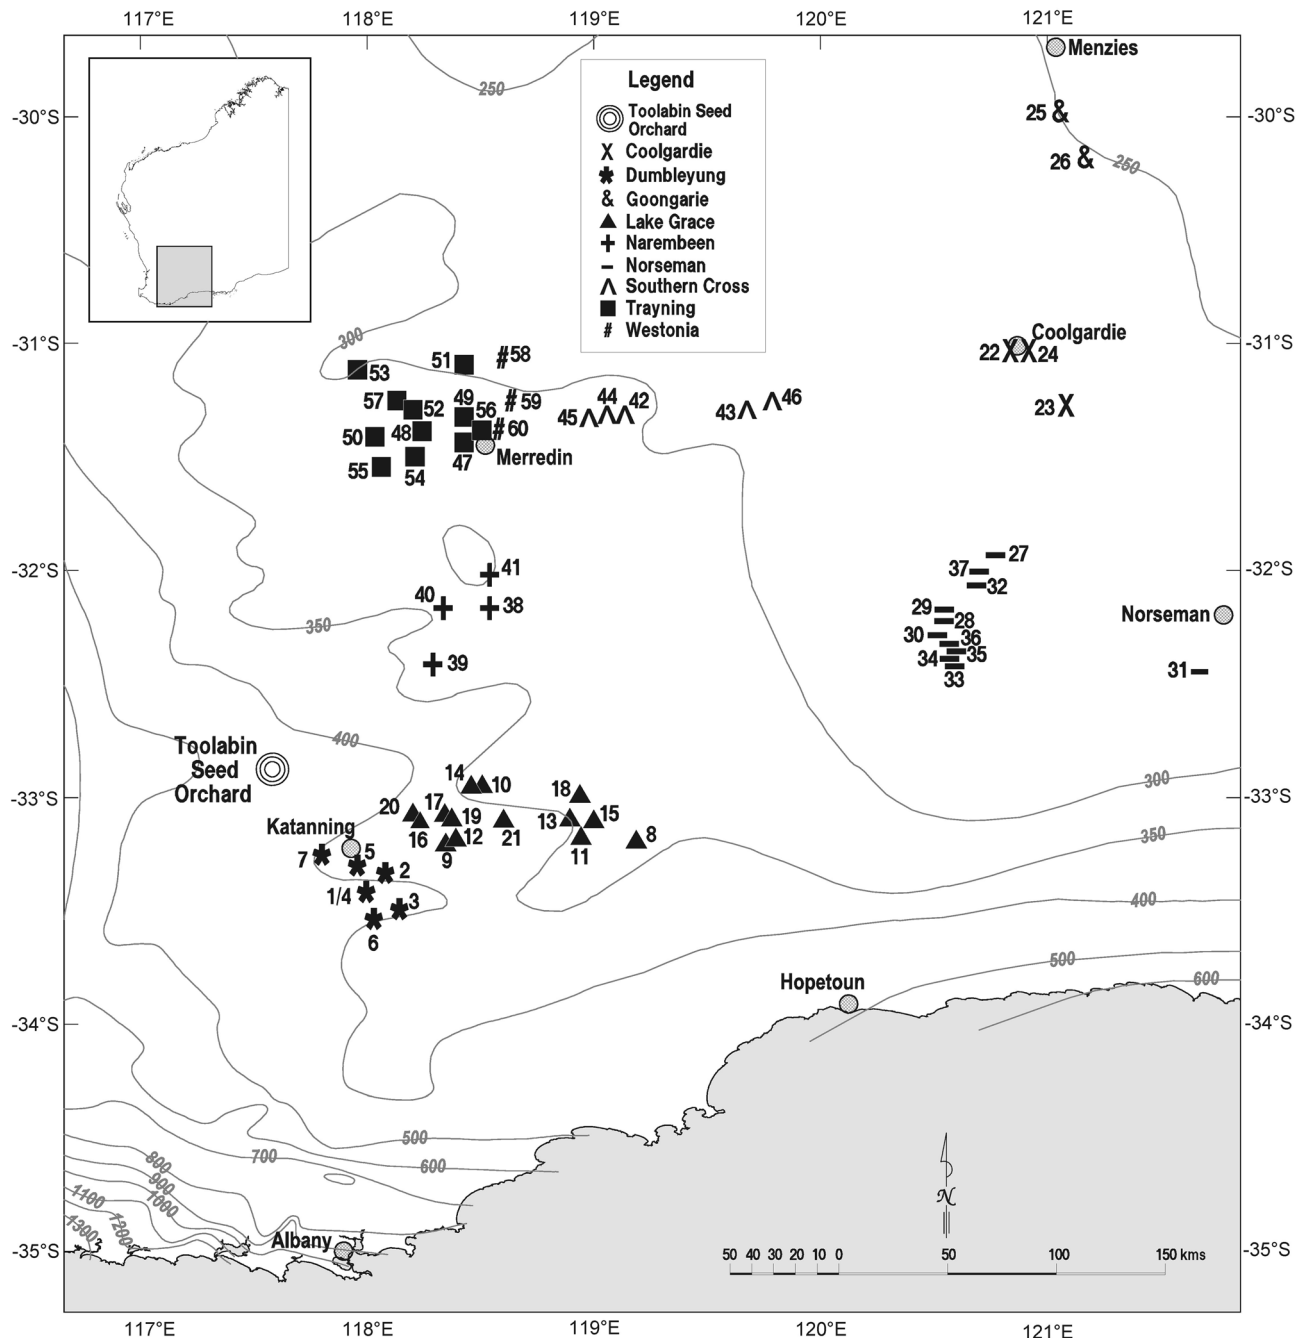 117°E 118°E 119°E 120°E 121°E
Menzies
250
Legend
Toolabin Seed
Orchard
X Coolgardie
Dumbleyung
& Goongarie
Lake Grace
Narembeen
Norseman
Southern Cross
Trayning
# Westonia
-30°S -30°S
25 &
26 &
250
-31°S -31°S
300
Coolgardie
22 X X 24
23 X
51 # 58
53
57 52 49 56 # 59
50 48 # 60
Merredin
55 54 47
45 44 42 43 46
-32°S -32°S
41
40 38
350
39
27
37
32
29
28
30 36
35
34
33
Norseman
31
400
Toolabin
Seed
Orchard
300
-33°S -33°S
14 10 18
20 17 19 13 15
16 12 21 8
9 11
350
Katanning
7 5
2
1/4
3
6
400
500
600
Hopetoun
-34°S -34°S
500
700
600
800
900
1000
1100
1200
1300
Albany
-35°S -35°S
N
50 40 30 20 10 0 50 100 150 kms
117°E 118°E 119°E 120°E 121°E